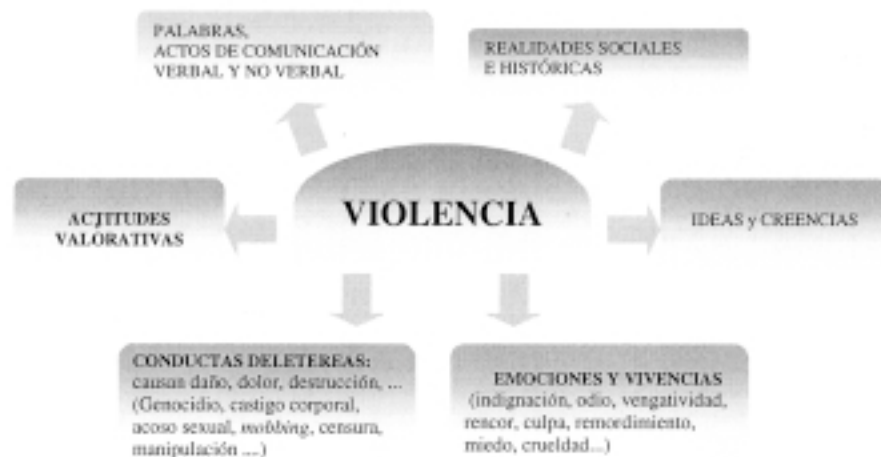 PALABRAS,
ACTOS DE COMUNICACIÓN
VERBAL Y NO VERBAL
REALIDADES SOCIALES
E HISTÓRICAS
ACTITUDES
VALORATIVAS
VIOLENCIA
IDEAS y CREENCIAS
CONDUCTAS DELETEREAS:
causan daño, dolor, destrucción, ...
(Genocidio, castigo corporal,
acoso sexual, mobbing, censura,
manipulación ....)
EMOCIONES Y VIVENCIAS
(indignación, odio, vengatividad,
rencor, culpa, remordimiento,
miedo, crueldad...)